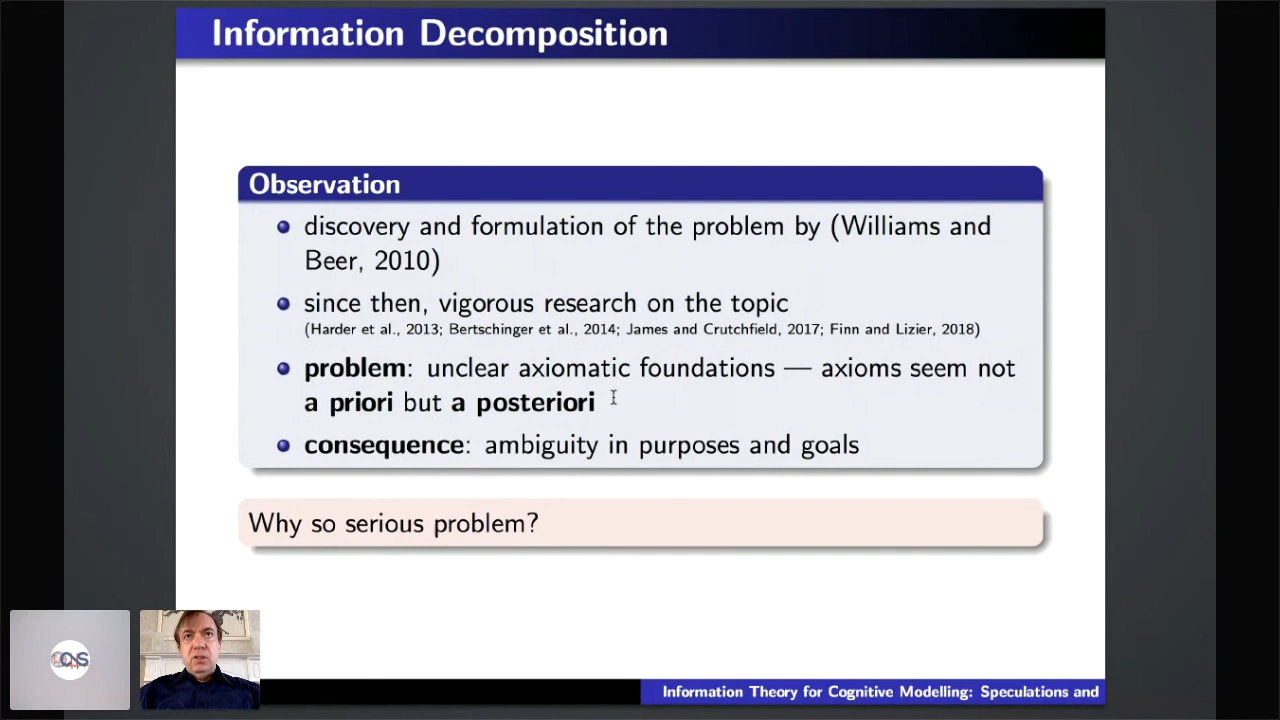 Information Decomposition
Observation
discovery and formulation of the problem by (Williams and
Beer, 2010)
since then, vigorous research on the topic
(Harder et al., 2013; Bertschinger et al., 2014; James and Crutchfield, 2017; Finn and Lizier, 2018)
problem: unclear axiomatic foundations — axioms seem not
a priori but a posteriori
consequence: ambiguity in purposes and goals
Why so serious problem?
Information Theory for Cognitive Modelling: Speculations and